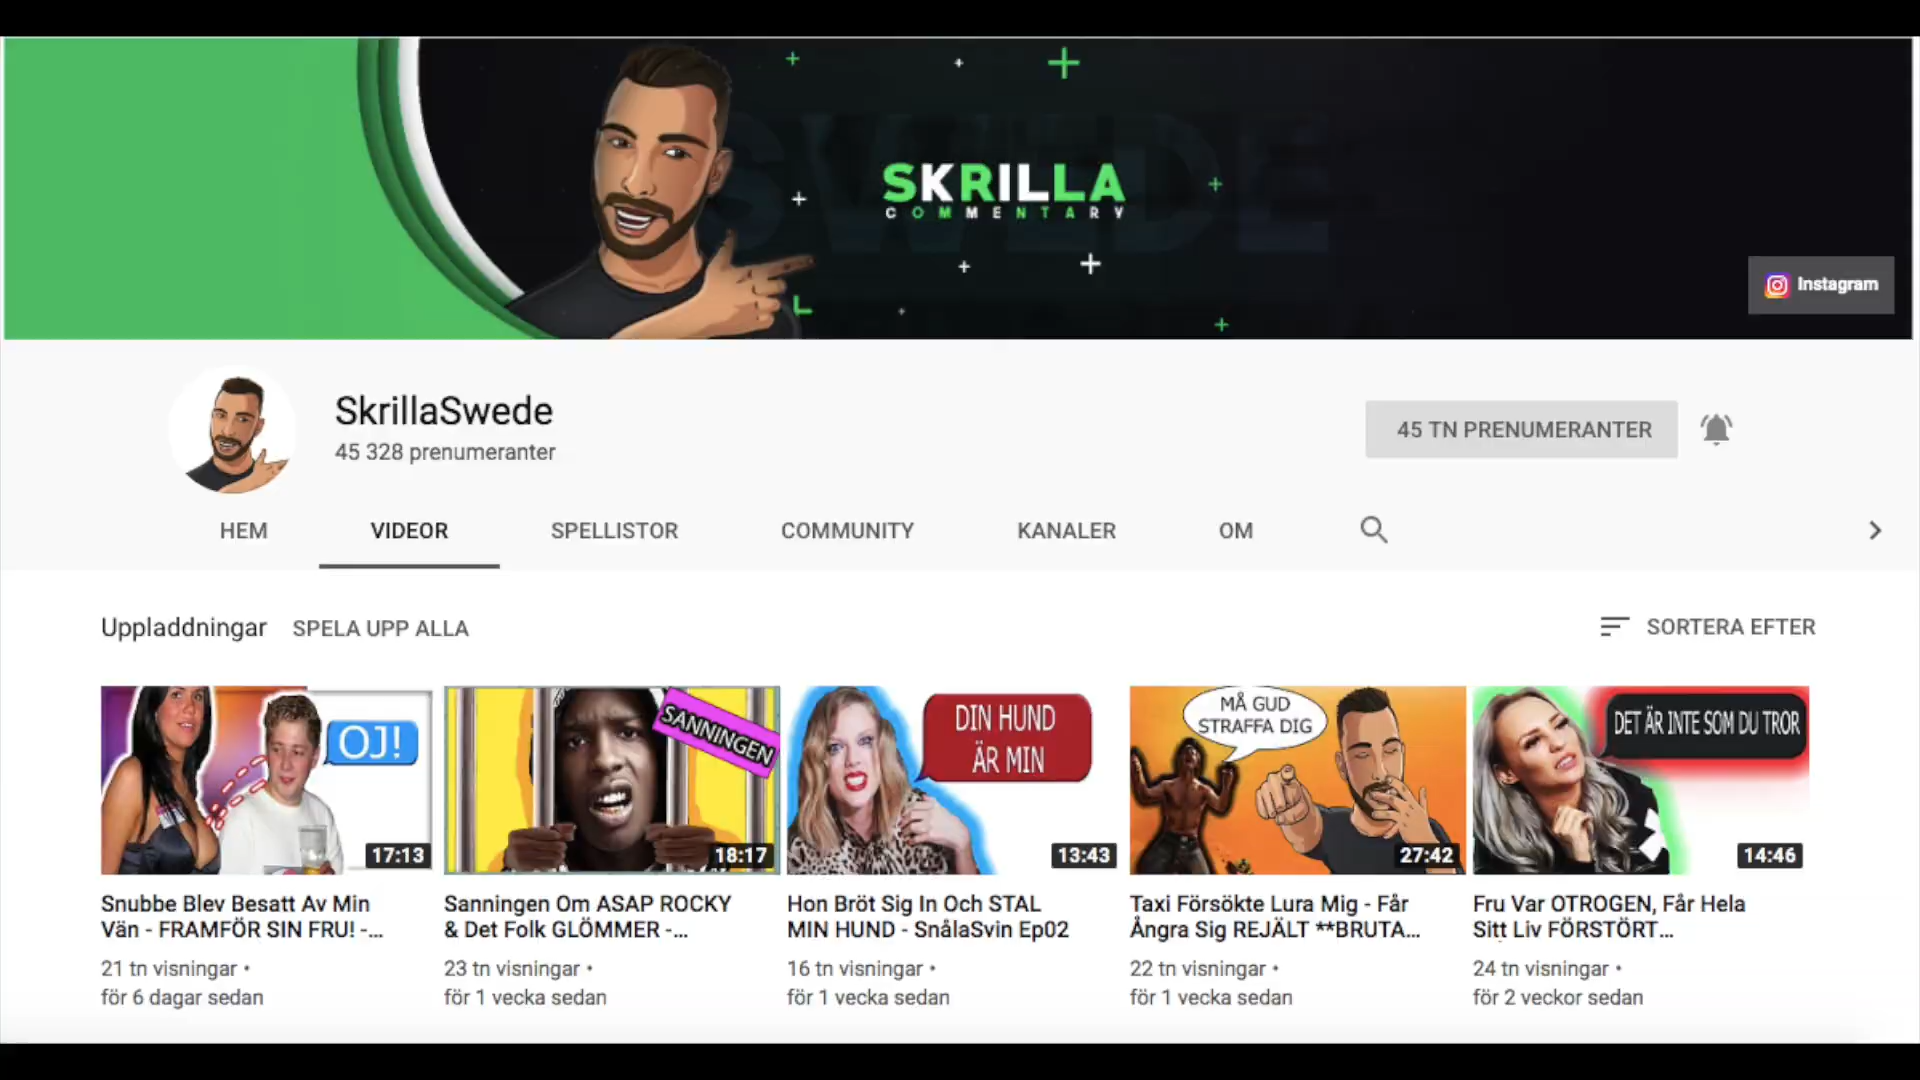 SWEDE
SKRILLA
COMMENTARY
Instagram
SkrillaSwede
45 328 prenumeranter
45 TN PRENUMERANTER
HEM
VIDEOR
SPELLISTOR
COMMUNITY
KANALER
OM
Uppladdningar
SPELA UPP ALLA
SORTERA EFTER
OJ!
17:13
Snubbe Blev Besatt Av Min
Vän - FRAMFÖR SIN FRU! -...
21 tn visningar •
för 6 dagar sedan
SANNINGEN
18:17
Sanningen Om ASAP ROCKY
& Det Folk GLÖMMER -...
23 tn visningar •
för 1 vecka sedan
DIN HUND
ÄR MIN
13:43
Hon Bröt Sig In Och STAL
MIN HUND - SnålaSvin Ep02
16 tn visningar •
för 1 vecka sedan
MÅ GUD
STRAFFA DIG
27:42
Taxi Försökte Lura Mig - Får
Ångra Sig REJÄLT **BRUTA...
22 tn visningar •
för 1 vecka sedan
DET ÄR INTE SOM DU TROR
14:46
Fru Var OTROGEN, Får Hela
Sitt Liv FÖRSTÖRT...
24 tn visningar •
för 2 veckor sedan